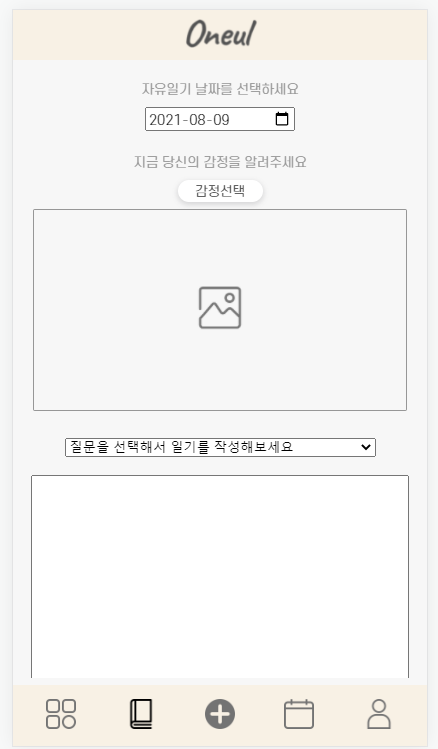 Oneul
자유일기 날짜를 선택하세요
2021-08-09
지금 당신의 감정을 알려주세요
감정선택
질문을 선택해서 일기를 작성해보세요